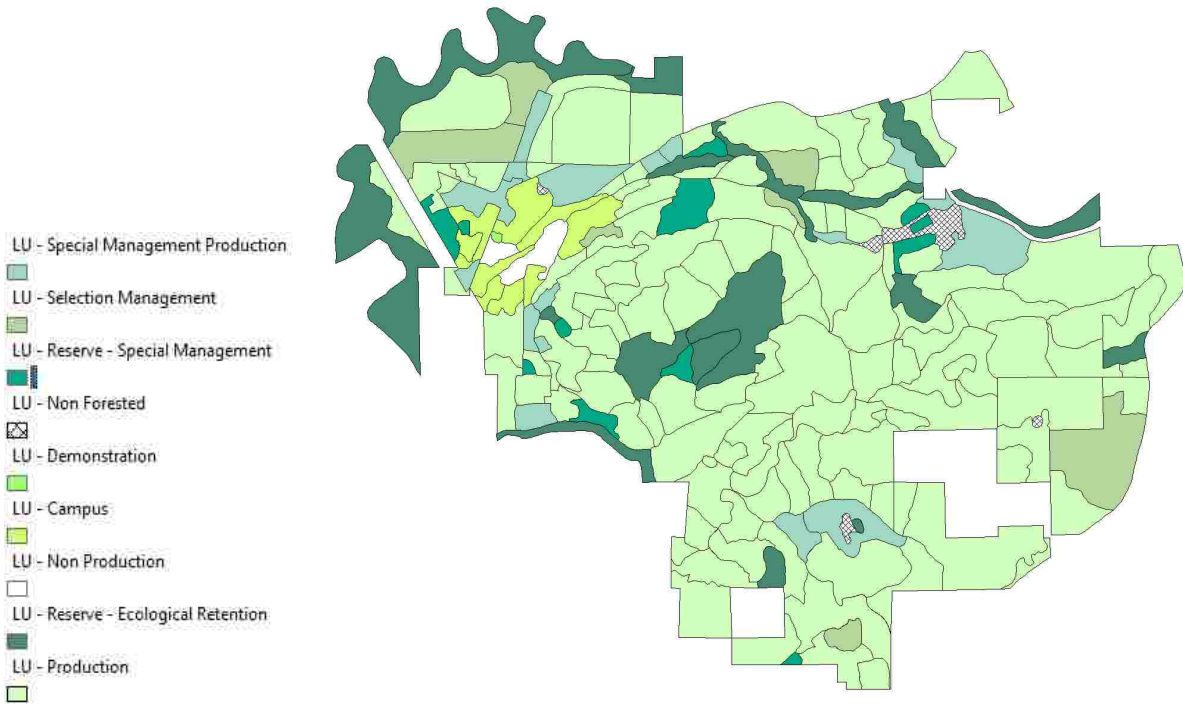 LU - Special Management Production
LU - Selection Management
LU - Reserve - Special Management
LU - Non Forested
LU - Demonstration
LU - Campus
LU - Non Production
LU - Reserve - Ecological Retention
LU - Production